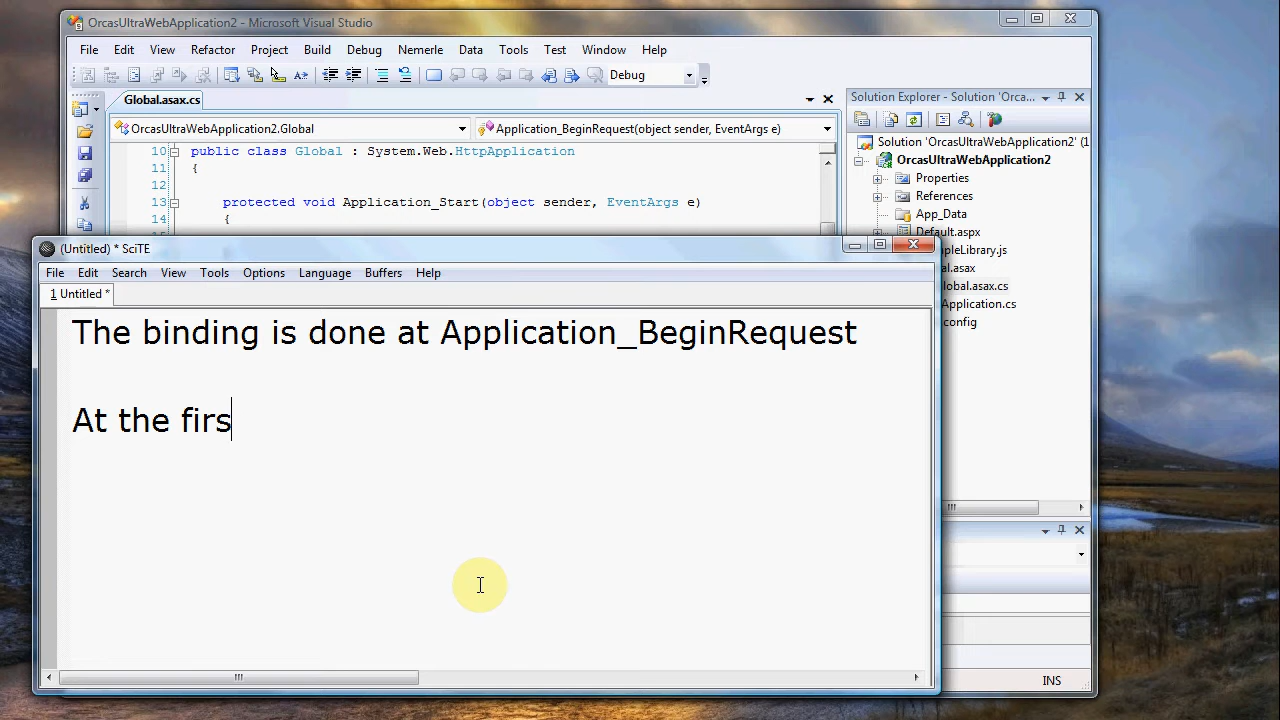 OrcasUltraWebApplication2 - Microsoft Visual Studio
File Edit View Refactor Project Build Debug Nemerle Data Tools Test Window Help
Debug
Global.asax.cs
Solution Explorer - Solution 'Orca...
OrcasUltraWebApplication2.Global
Application_BeginRequest(object sender, EventArgs e)
10 public class Global : System.Web.HttpApplication
11 {
12
13 protected void Application_Start(object sender, EventArgs e)
14 {
Solution 'OrcasUltraWebApplication2' (1
OrcasUltraWebApplication2
Properties
References
App_Data
Default.aspx
pleLibrary.js
al.asax
lobal.asax.cs
Application.cs
config
(Untitled) * SciTE
File Edit Search View Tools Options Language Buffers Help
1 Untitled *
The binding is done at Application_BeginRequest
At the firs
INS